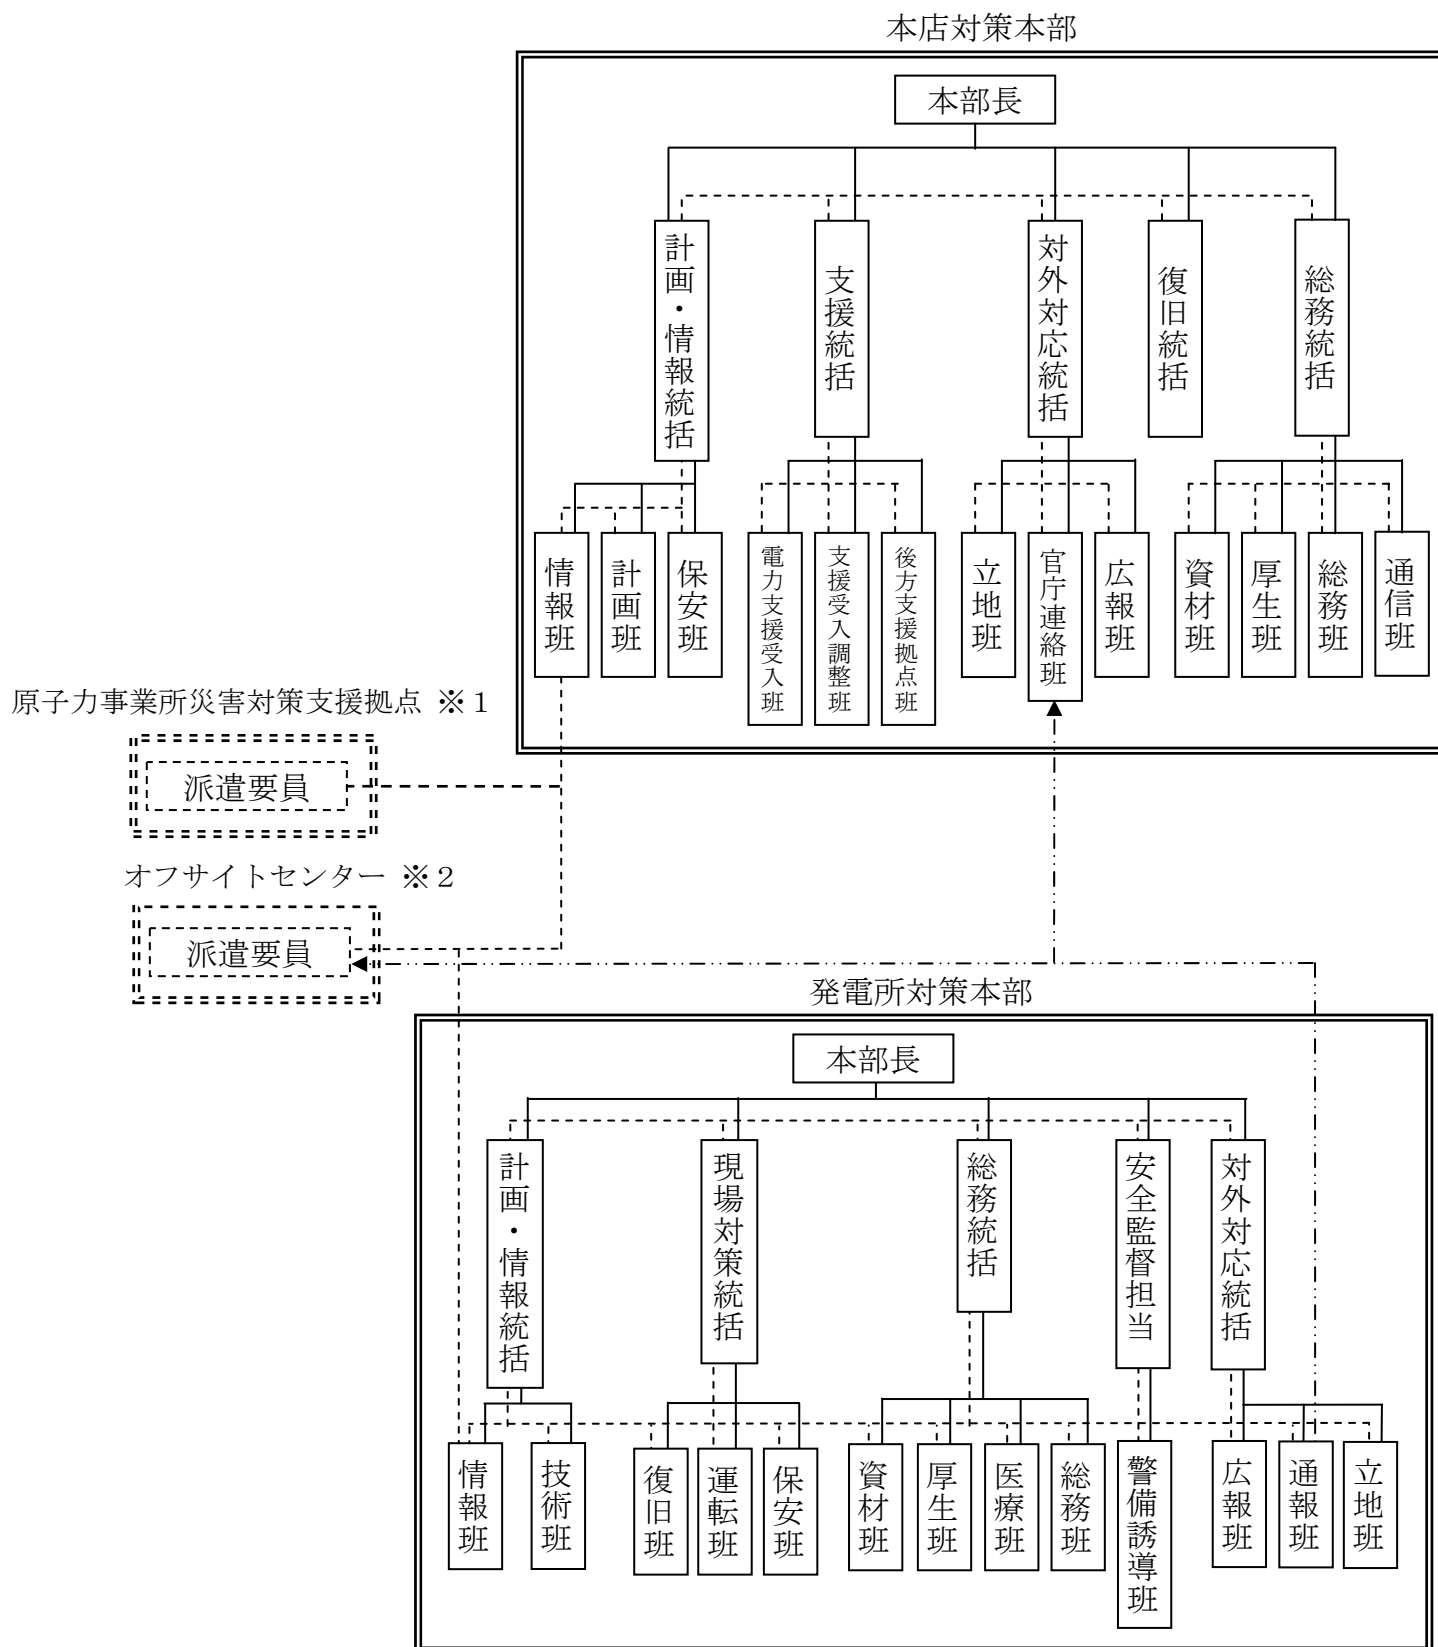 本店対策本部
本部長
計画・情報統括
支援統括
対外対応統括
復旧統括
総務統括
情報班
計画班
保安班
電力支援受入班
支援受入調整班
後方支援拠点班
立地班
官庁連絡班
広報班
資材班
厚生班
総務班
通信班
原子力事業所災害対策支援拠点 ※1
派遣要員
オフサイトセンター ※2
派遣要員
発電所対策本部
本部長
計画・情報統括
現場対策統括
総務統括
安全監督担当
対外対応統括
情報班
技術班
復旧班
運転班
保安班
資材班
厚生班
医療班
総務班
警備誘導班
広報班
通報班
立地班